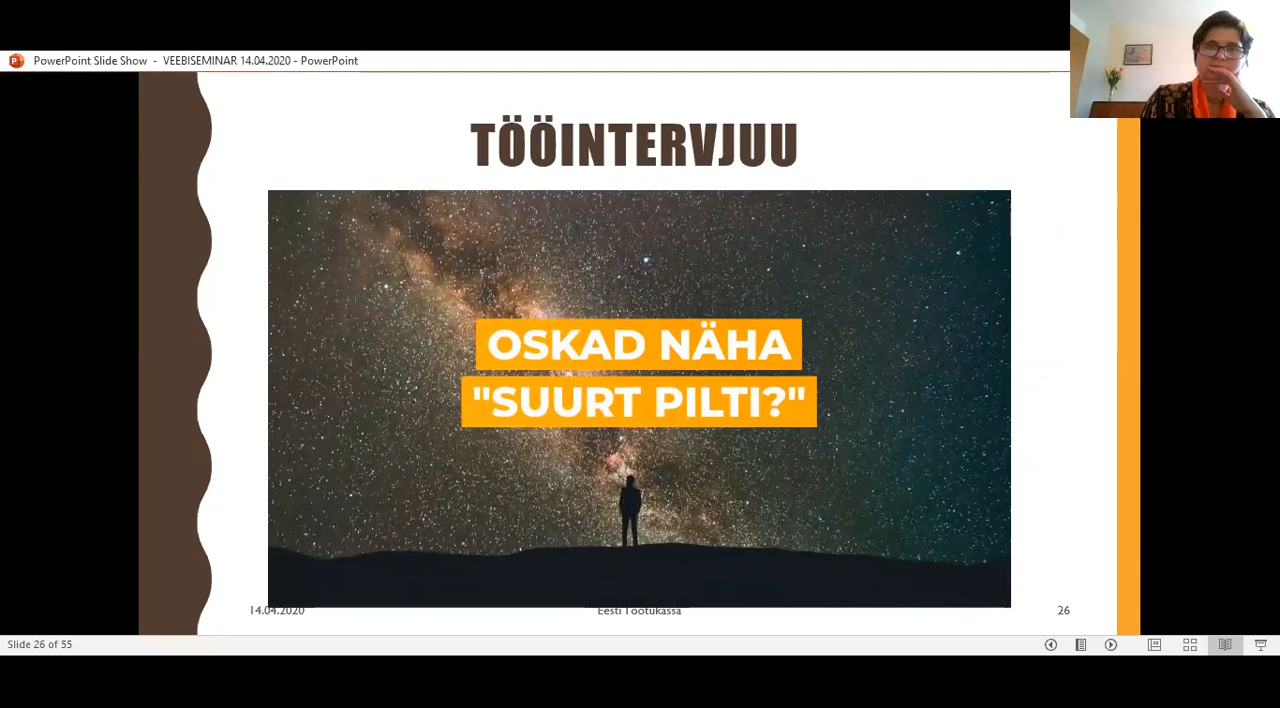 PowerPoint Slide Show - VEEBISEMINAR 14.04.2020 - PowerPoint
TÖÖINTERVJUU
OSKAD NÄHA
"SUURT PILTI?"
14.04.2020
Eesti Töötukassa
26
Slide 26 of 55